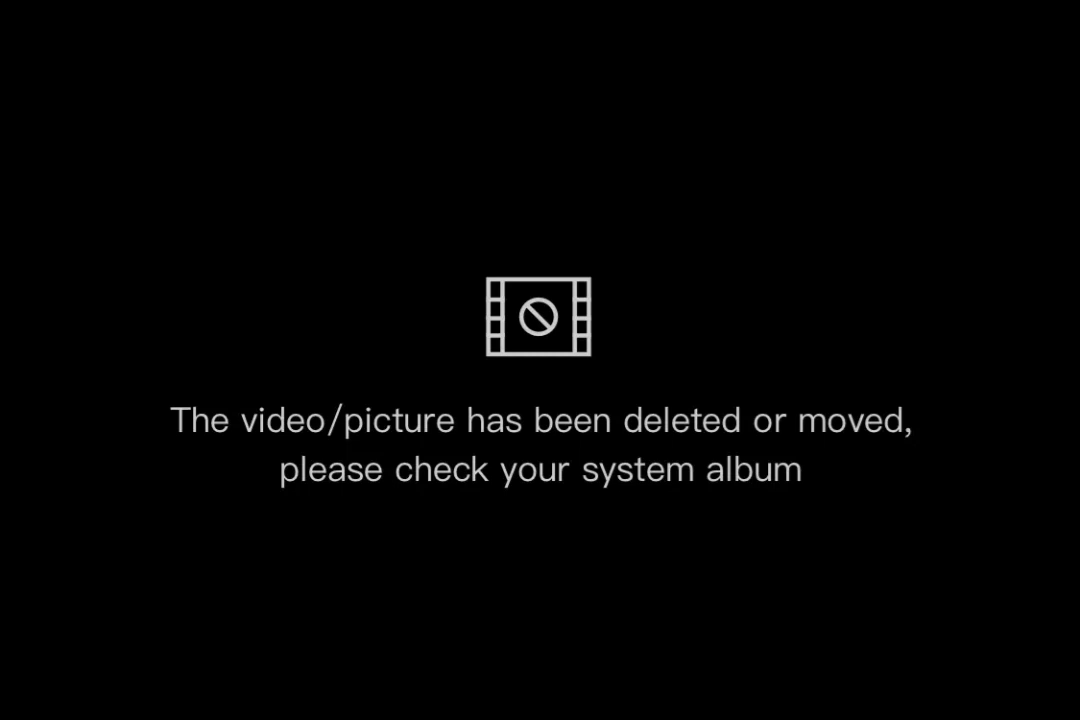 The video/picture has been deleted or moved,
please check your system album